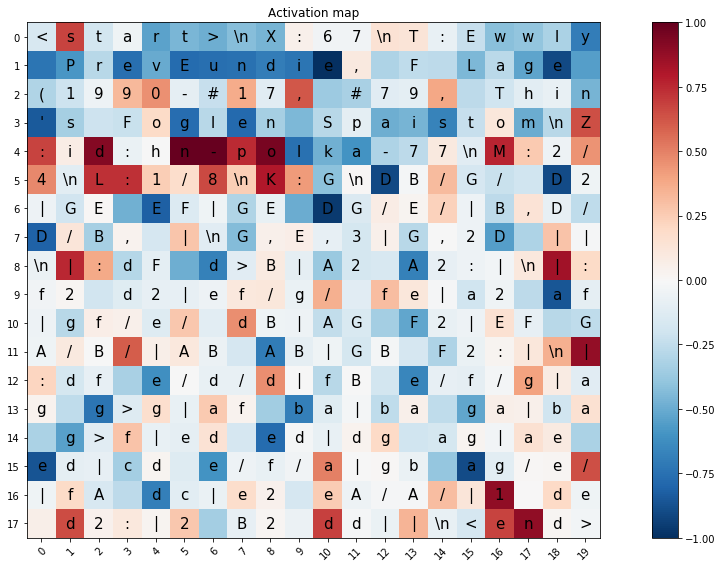 Activation map
0 < s t a r t > \n X : 6 7 \n T : E w w l y
1 P r e v E u n d i e , F L a g e
2 ( 1 9 9 0 - # 1 7 , # 7 9 , T h i n
3 ' s F o g l e n S p a i s t o m \n Z
4 : i d : h n - p o l k a - 7 7 \n M : 2 /
5 4 \n L : 1 / 8 \n K : G \n D B / G / D 2
6 | G E E F | G E D G / E / | B , D /
7 D / B , | \n G , E , 3 | G , 2 D | |
8 \n | : d F d > B | A 2 A 2 : | \n | :
9 f 2 d 2 | e f / g / f e | a 2 a f
10 | g f / e / d B | A G F 2 | E F G
11 A / B / | A B A B | G B F 2 : | \n |
12 : d f e / d / d | f B e / f / g | a
13 g g > g | a f b a | b a g a | b a
14 g > f | e d e d | d g a g | a e
15 e d | c d e / f / a | g b a g / e /
16 | f A d c | e 2 e A / A / | 1 d e
17 d 2 : | 2 B 2 d d | | \n < e n d >
0 1 2 3 4 5 6 7 8 9 10 11 12 13 14 15 16 17 18 19
1.00
0.75
0.50
0.25
0.00
-0.25
-0.50
-0.75
-1.00